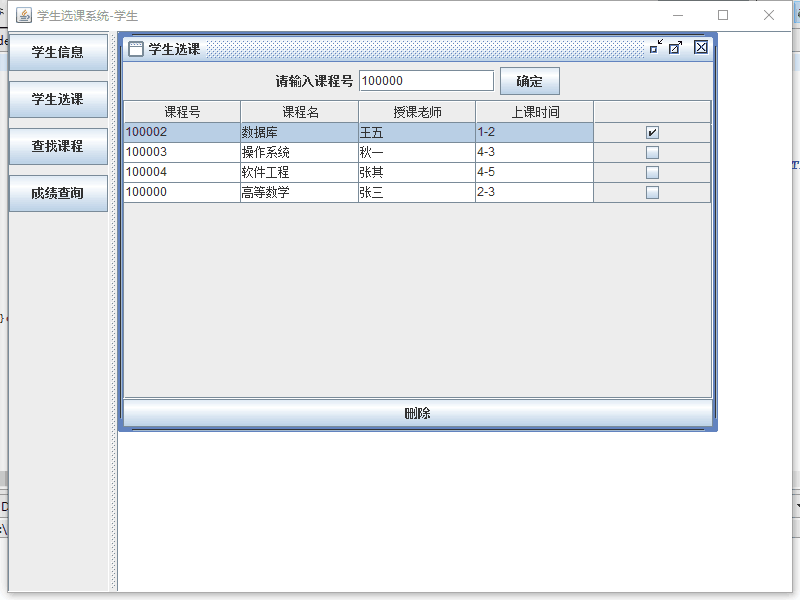 学生选课系统-学生
学生信息
学生选课
查找课程
成绩查询
学生选课
请输入课程号 100000 确定
课程号 课程名 授课老师 上课时间
100002 数据库 王五 1-2
100003 操作系统 秋一 4-3
100004 软件工程 张其 4-5
100000 高等数学 张三 2-3
删除